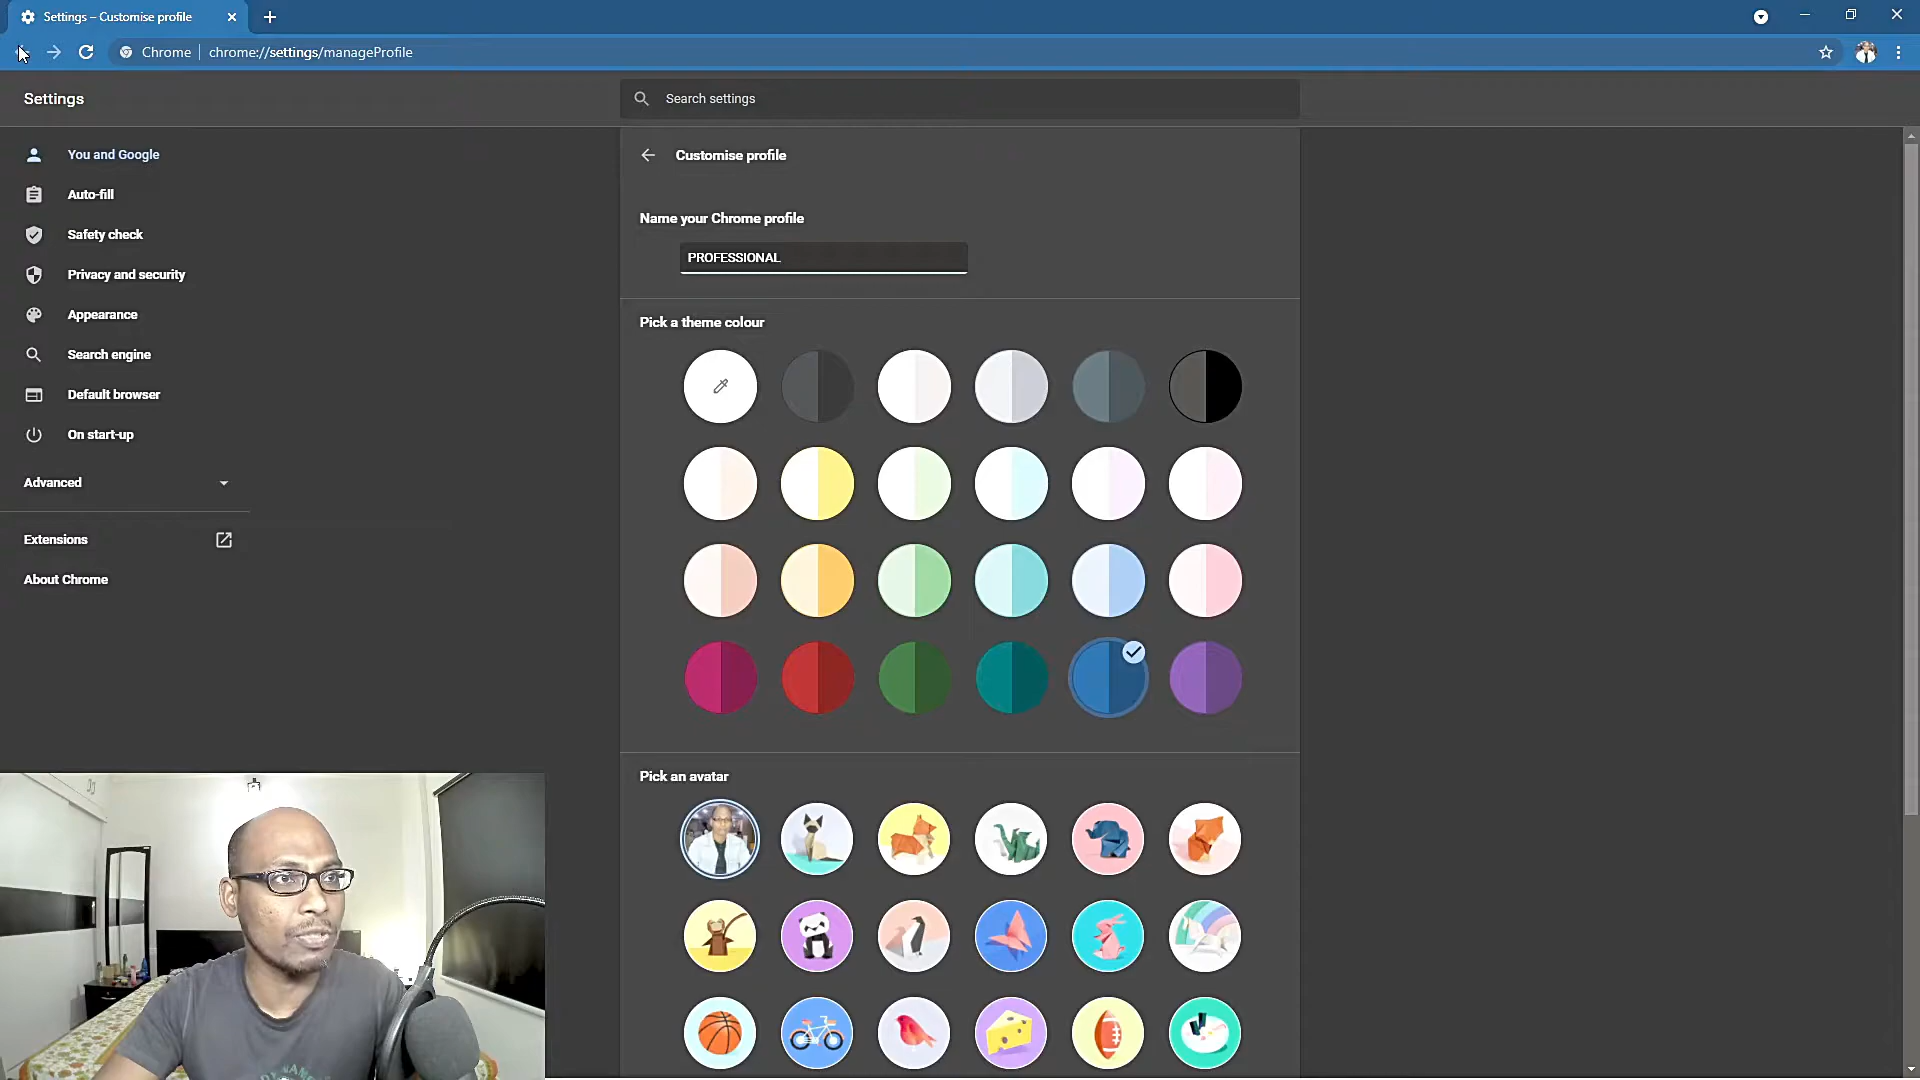 Settings – Customise profile
Chrome | chrome://settings/manageProfile
Settings
Search settings
You and Google
Auto-fill
Safety check
Privacy and security
Appearance
Search engine
Default browser
On start-up
Advanced
Extensions
About Chrome
Customise profile
Name your Chrome profile
PROFESSIONAL
Pick a theme colour
Pick an avatar